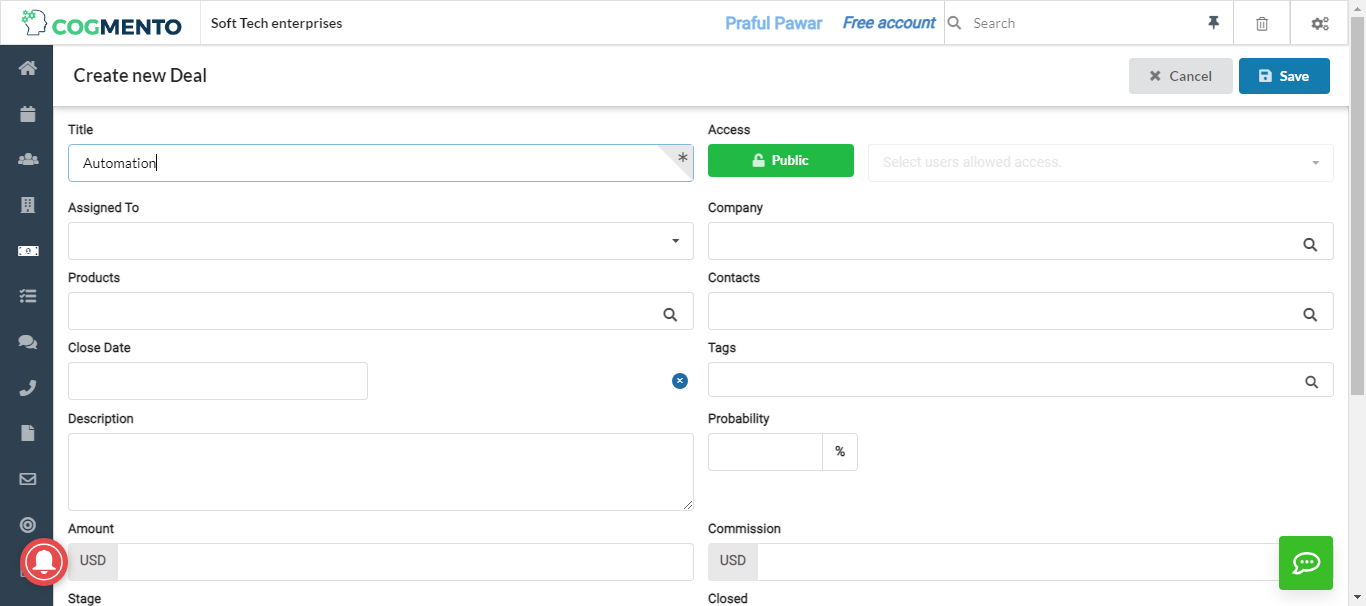 COGMENTO
Soft Tech enterprises
Praful Pawar
Free account
Search
Create new Deal
Cancel
Save
Title
Access
Automation
*
Public
Select users allowed access.
Assigned To
Company
Products
Contacts
Close Date
Tags
Description
Probability
%
Amount
Commission
USD
USD
Stage
Closed